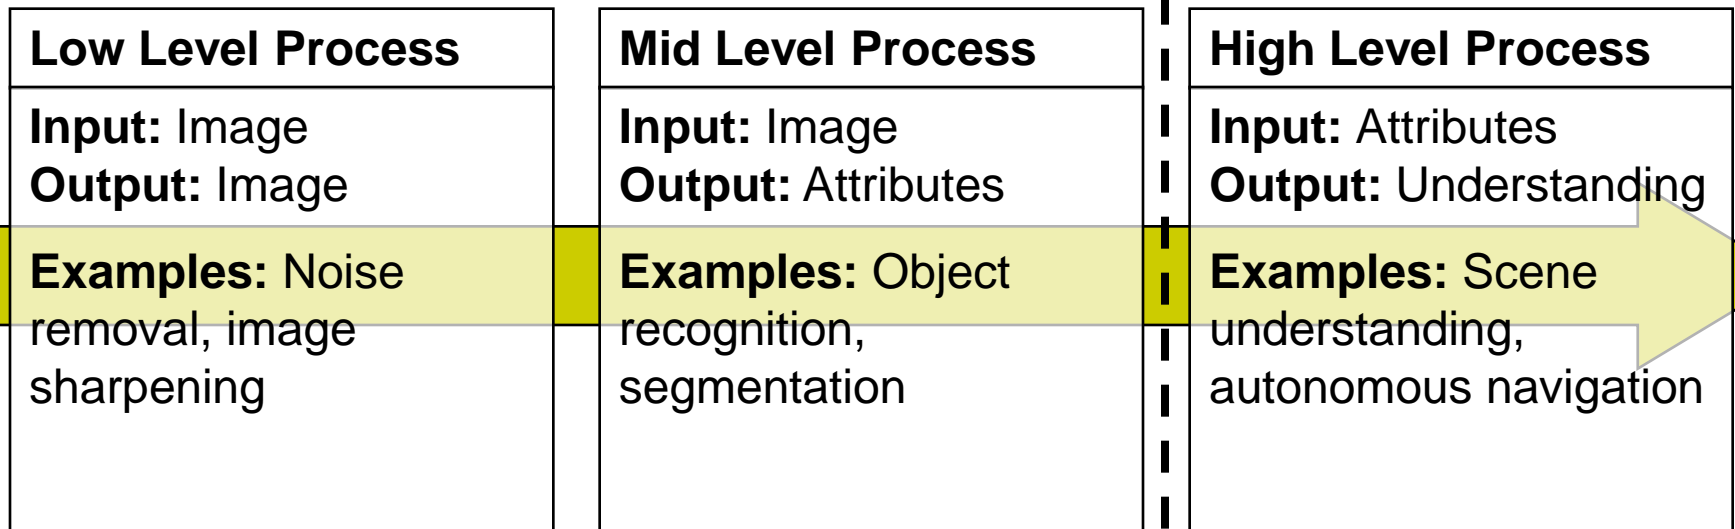 Low Level Process
Input: Image
Output: Image
Examples: Noise
removal, image
sharpening
Mid Level Process
Input: Image
Output: Attributes
Examples: Object
recognition,
segmentation
High Level Process
Input: Attributes
Output: Understanding
Examples: Scene
understanding,
autonomous navigation